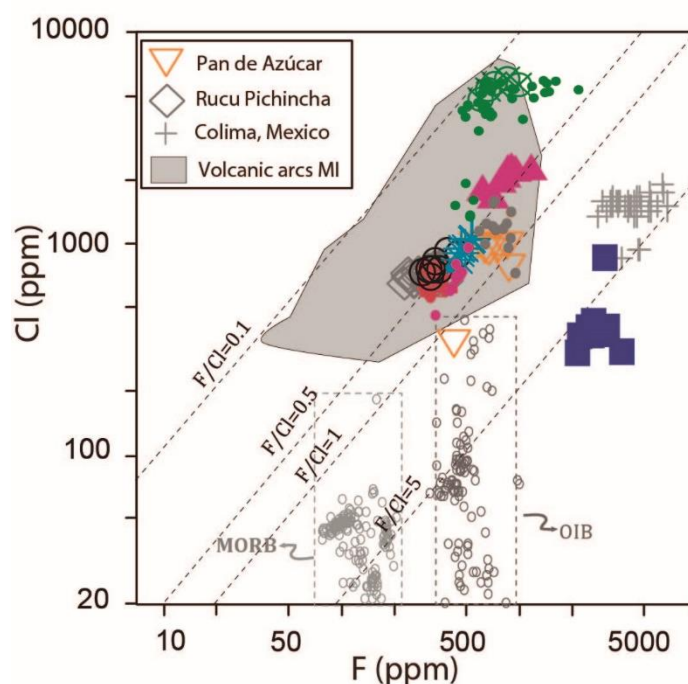 10000
Pan de Azúcar
Rucu Pichincha
Colima, Mexico
Volcanic arcs MI
1000
Cl (ppm)
F/Cl=0.1
F/Cl=0.5
F/Cl=1
F/Cl=5
100
MORB
OIB
20
10
50
500
5000
F (ppm)